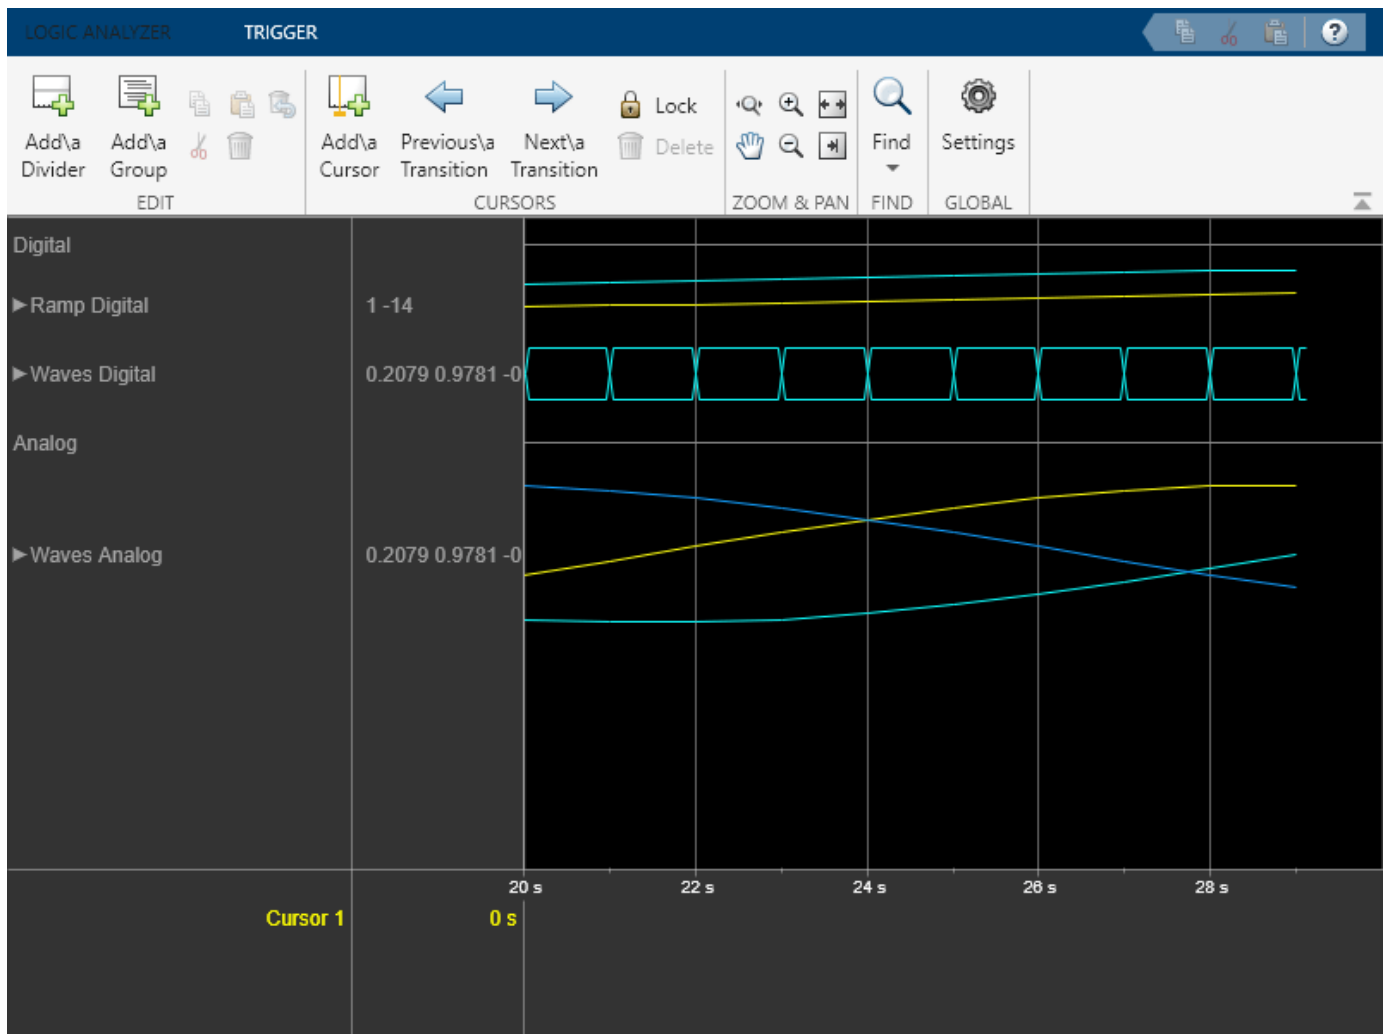 LOGIC ANALYZER TRIGGER
?
Add\a Divider
Add\a Group
Add\a Cursor
Previous\a Transition
Next\a Transition
Lock
Delete
Find
Settings
EDIT CURSORS ZOOM & PAN FIND GLOBAL
Digital
Ramp Digital 1 -14
Waves Digital 0.2079 0.9781 -0
Analog
Waves Analog 0.2079 0.9781 -0
20 s 22 s 24 s 26 s 28 s
Cursor 1 0 s